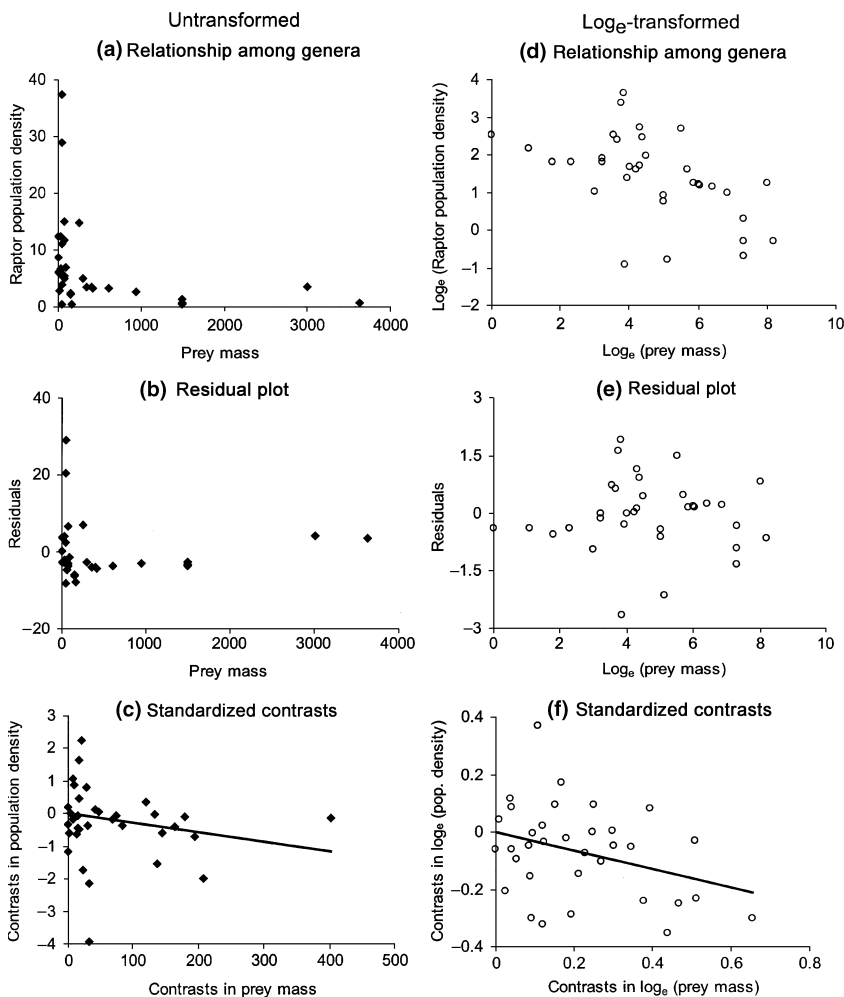 Untransformed
(a) Relationship among genera
Raptor population density
40
30
20
10
0
0 1000 2000 3000 4000
Prey mass
(b) Residual plot
Residuals
40
20
0
–20
0 1000 2000 3000 4000
Prey mass
(c) Standardized contrasts
Contrasts in population density
3
2
1
0
–1
–2
–3
–4
0 100 200 300 400 500
Contrasts in prey mass
Loge-transformed
(d) Relationship among genera
Loge (Raptor population density)
4
3
2
1
0
–1
–2
0 2 4 6 8 10
Loge (prey mass)
(e) Residual plot
Residuals
3
1.5
0
–1.5
–3
0 2 4 6 8 10
Loge (prey mass)
(f) Standardized contrasts
Contrasts in loge (pop. density)
0.4
0.2
0
–0.2
–0.4
0 0.2 0.4 0.6 0.8
Contrasts in loge (prey mass)